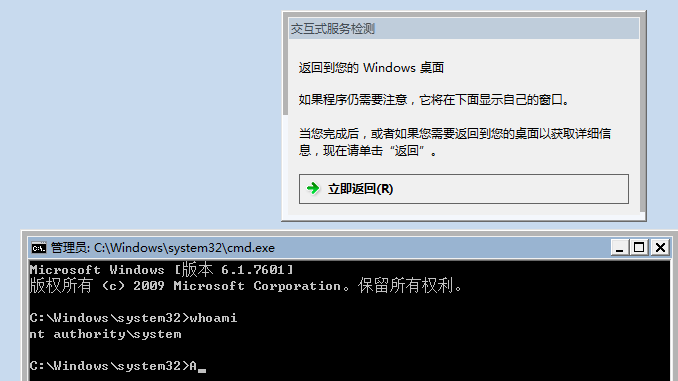 交互式服务检测
返回到您的 Windows 桌面
如果程序仍需要注意，它将在下面显示自己的窗口。
当您完成后，或者如果您需要返回到您的桌面以获取详细信
息，现在请单击“返回”。
立即返回(R)
管理员: C:\Windows\system32\cmd.exe
Microsoft Windows [版本 6.1.7601]
版权所有 (c) 2009 Microsoft Corporation。保留所有权利。
C:\Windows\system32>whoami
nt authority\system
C:\Windows\system32>A_